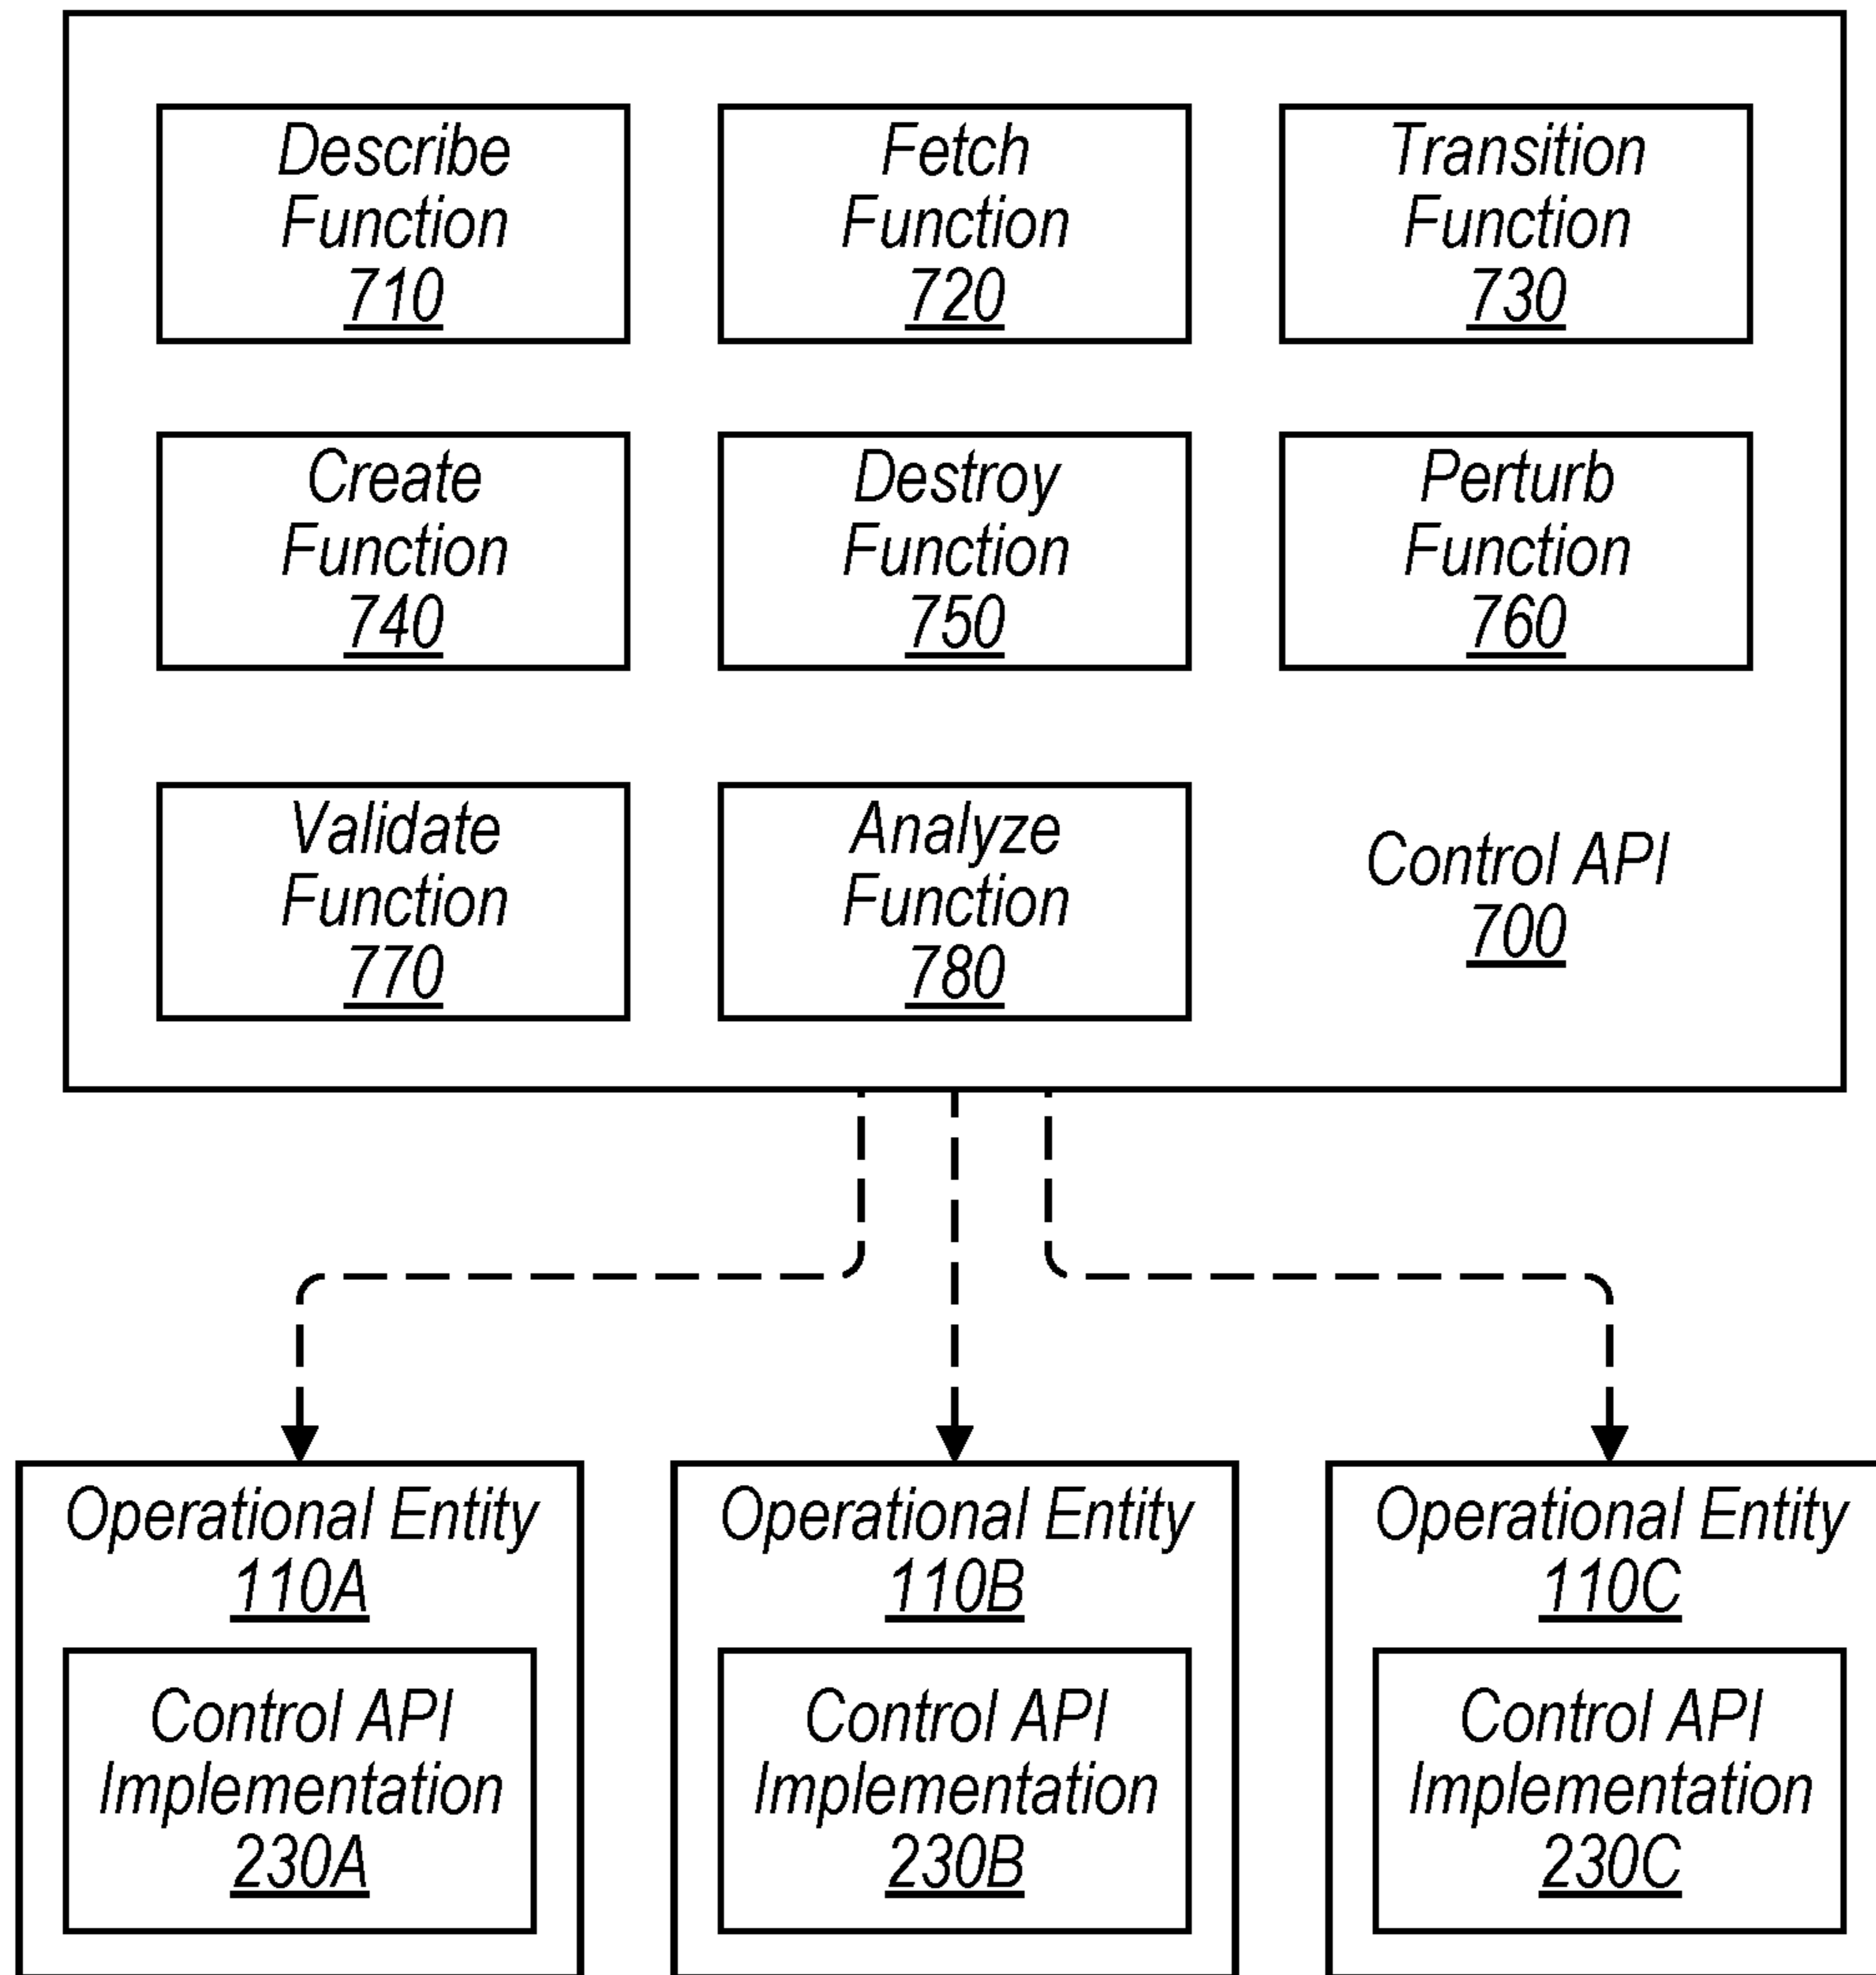 Describe
Function
710
Fetch
Function
720
Transition
Function
730
Create
Function
740
Destroy
Function
750
Perturb
Function
760
Validate
Function
770
Analyze
Function
780
Control API
700
Operational Entity
110A
Control API
Implementation
230A
Operational Entity
110B
Control API
Implementation
230B
Operational Entity
110C
Control API
Implementation
230C